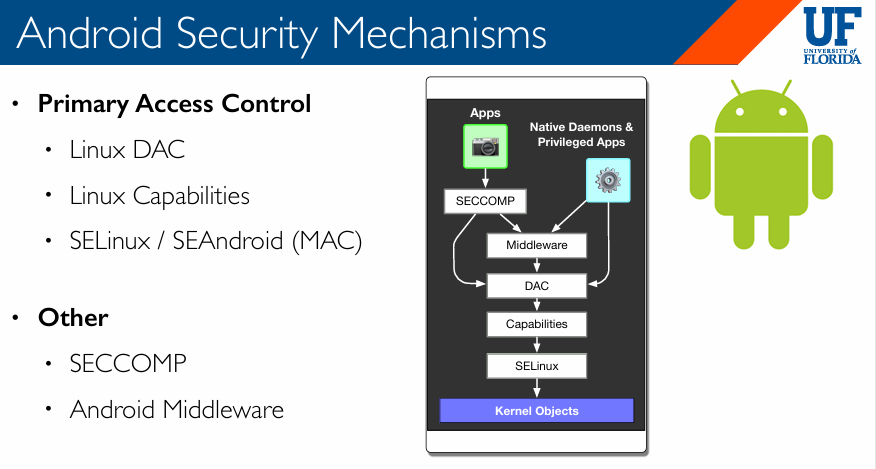 Android Security Mechanisms
UF
UNIVERSITY of
FLORIDA
• Primary Access Control
• Linux DAC
• Linux Capabilities
• SELinux / SEAndroid (MAC)
• Other
• SECCOMP
• Android Middleware
Apps
Native Daemons &
Privileged Apps
SECCOMP
Middleware
DAC
Capabilities
SELinux
Kernel Objects